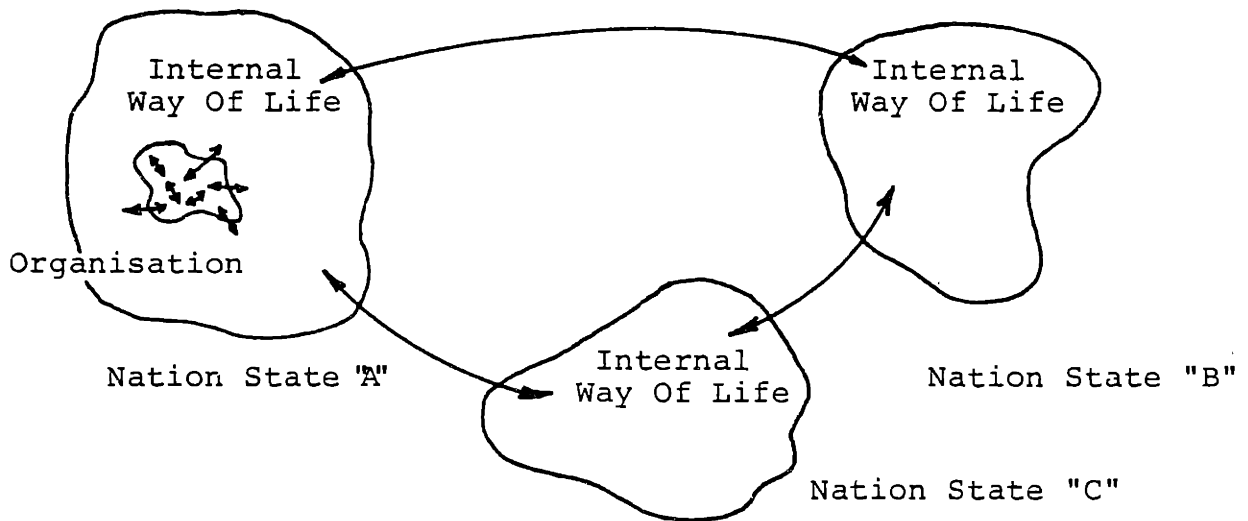 Internal
Way Of Life
Organisation
Nation State "A"
Internal
Way Of Life
Nation State "B"
Internal
Way Of Life
Nation State "C"